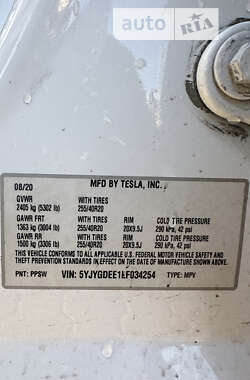 auto RIA
08/20 MFD BY TESLA, INC.
GVWR WITH TIRES
2405 kg (5302 lb) 255/40R20
GAWR FRT WITH TIRES RIM COLD TIRE PRESSURE
1363 kg (3004 lb) 255/40R20 20X9.5J 290 kPa, 42 psi
GAWR RR WITH TIRES RIM COLD TIRE PRESSURE
1500 kg (3306 lb) 255/40R20 20X9.5J 290 kPa, 42 psi
THIS VEHICLE CONFORMS TO ALL APPLICABLE U.S. FEDERAL MOTOR VEHICLE
SAFETY AND THEFT PREVENTION STANDARDS IN EFFECT ON THE DATE OF MANUFACTURE SHOWN ABOVE.
PNT: PPSW VIN: 5YJYGDEE1LF034254 TYPE: MPV